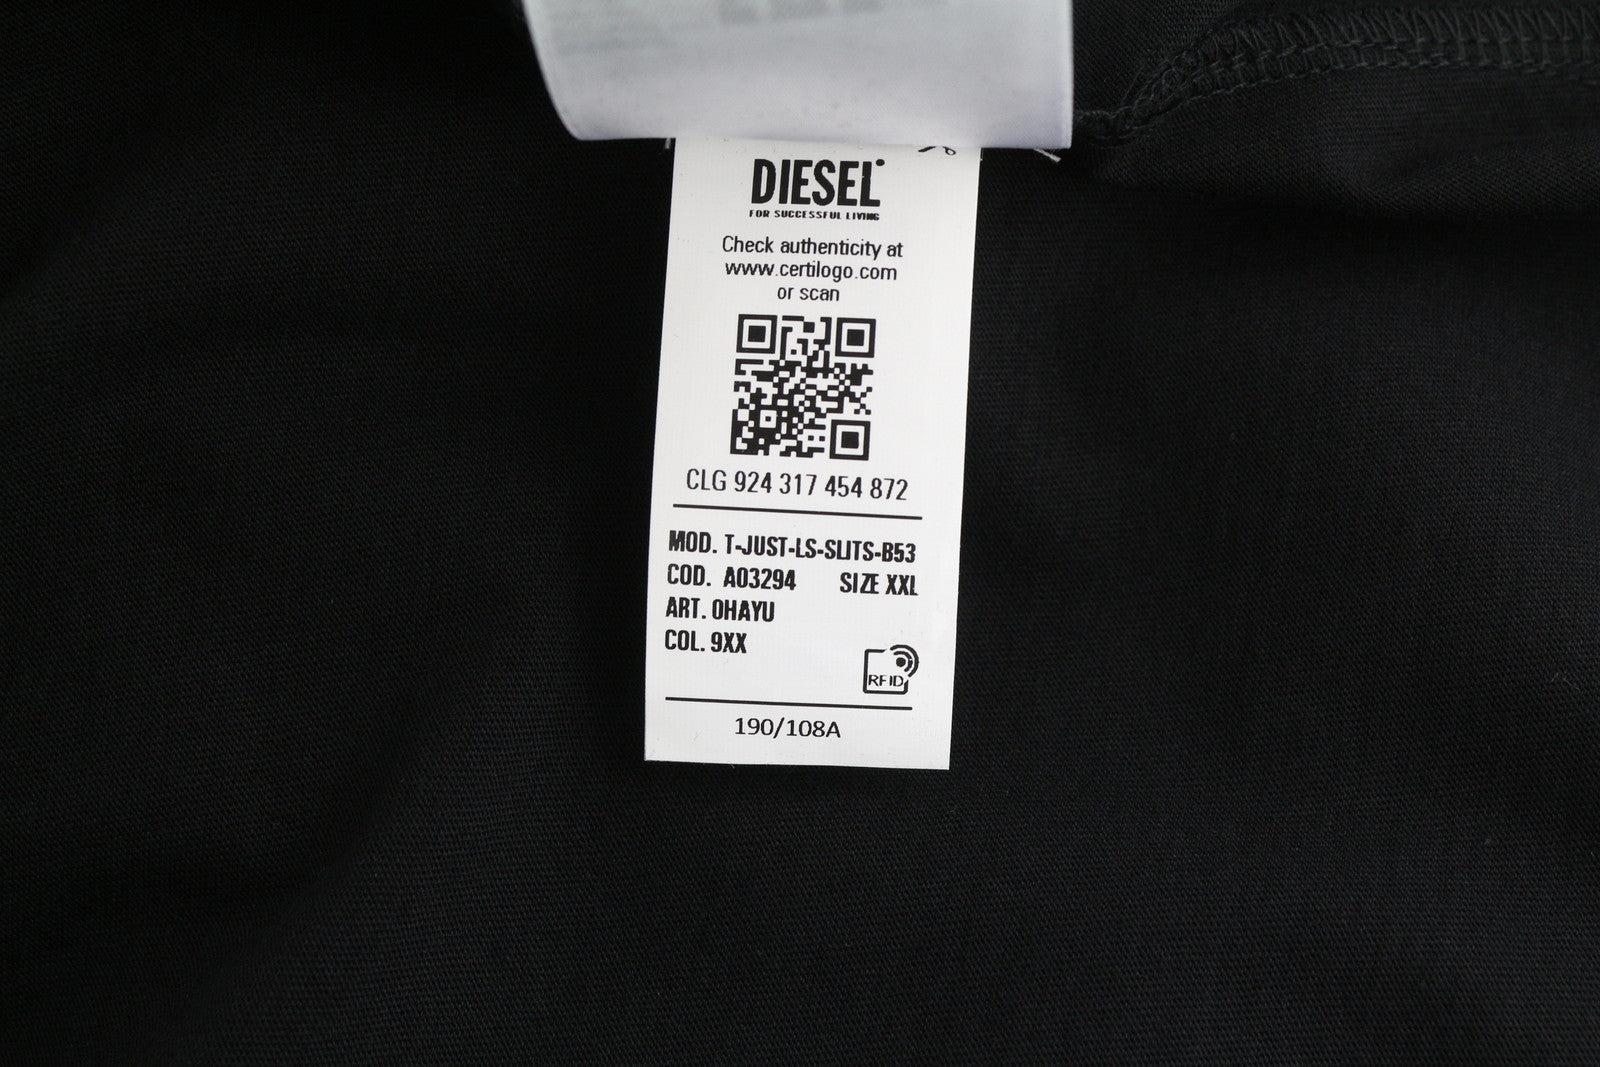 DIESEL
FOR SUCCESSFUL LIVING
Check authenticity at
www.certilogo.com
or scan
CLG 924 317 454 872
MOD. T-JUST-LS-SLITS-B53
COD. A03294 SIZE XXL
ART. OHAYU
COL. 9XX
RFID
190/108A